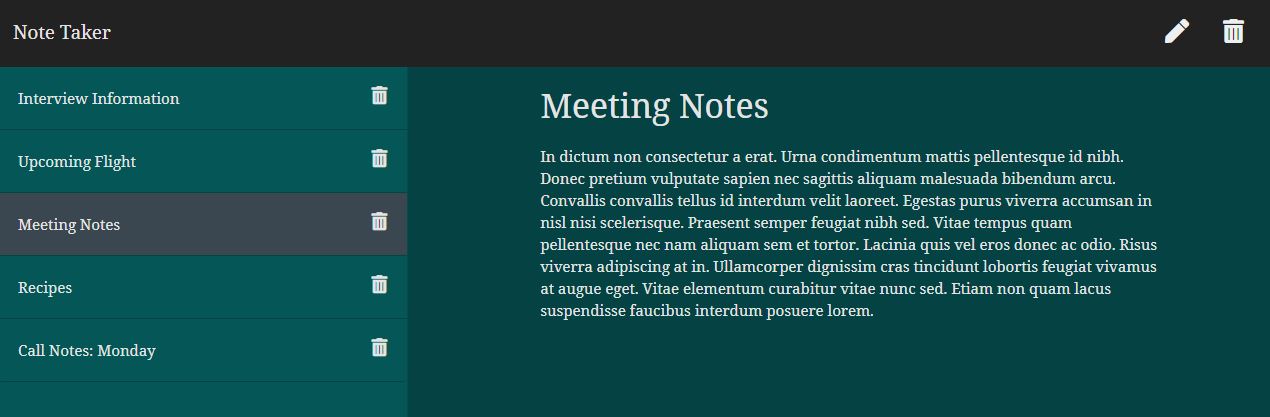 Note Taker
Interview Information
Upcoming Flight
Meeting Notes
Recipes
Call Notes: Monday
Meeting Notes
In dictum non consectetur a erat. Urna condimentum mattis pellentesque id nibh.
Donec pretium vulputate sapien nec sagittis aliquam malesuada bibendum arcu.
Convallis convallis tellus id interdum velit laoreet. Egestas purus viverra accumsan in
nisl nisi scelerisque. Praesent semper feugiat nibh sed. Vitae tempus quam
pellentesque nec nam aliquam sem et tortor. Lacinia quis vel eros donec ac odio. Risus
viverra adipiscing at in. Ullamcorper dignissim cras tincidunt lobortis feugiat vivamus
at augue eget. Vitae elementum curabitur vitae nunc sed. Etiam non quam lacus
suspendisse faucibus interdum posuere lorem.